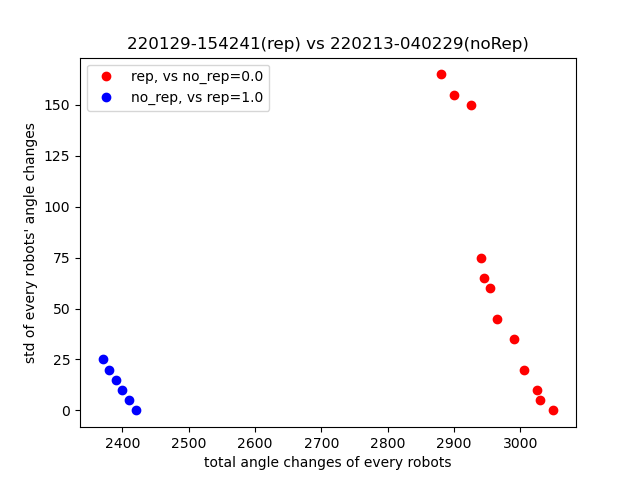 220129-154241(rep) vs 220213-040229(noRep)
rep, vs no_rep=0.0
no_rep, vs rep=1.0
std of every robots' angle changes
150
125
100
75
50
25
0
2400 2500 2600 2700 2800 2900 3000
total angle changes of every robots